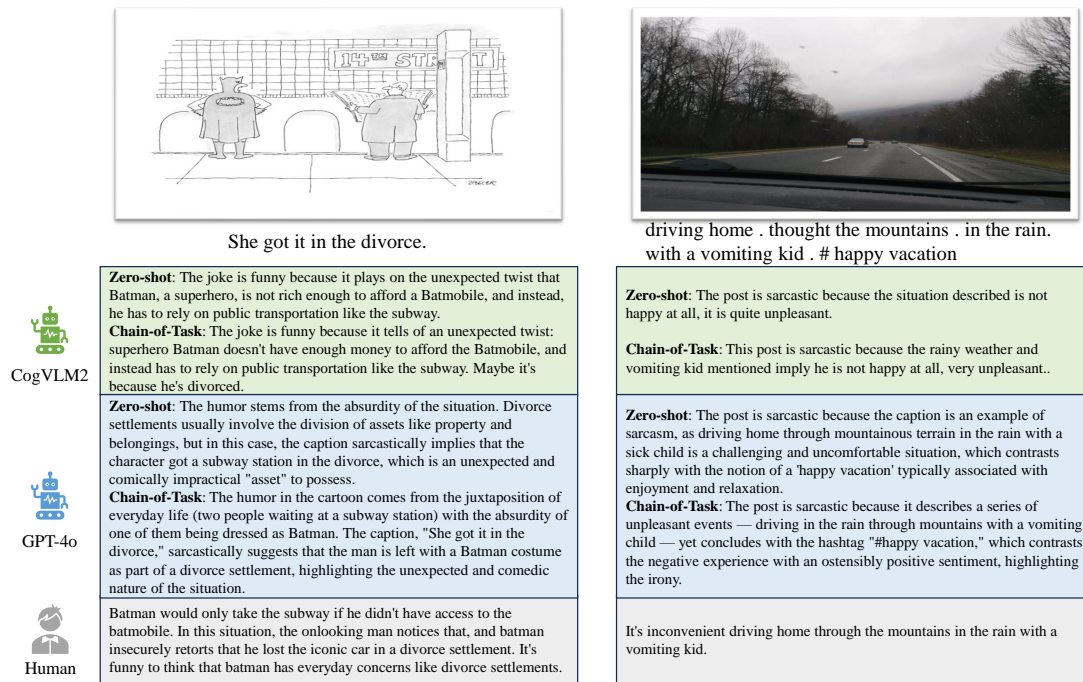 14TH STR T
ZIEGLER
She got it in the divorce.
driving home . thought the mountains . in the rain.
with a vomiting kid . # happy vacation
CogVLM2
Zero-shot: The joke is funny because it plays on the unexpected twist that
Batman, a superhero, is not rich enough to afford a Batmobile, and instead,
he has to rely on public transportation like the subway.
Chain-of-Task: The joke is funny because it tells of an unexpected twist:
superhero Batman doesn't have enough money to afford the Batmobile, and
instead has to rely on public transportation like the subway. Maybe it's
because he's divorced.
Zero-shot: The post is sarcastic because the situation described is not
happy at all, it is quite unpleasant.
Chain-of-Task: This post is sarcastic because the rainy weather and
vomiting kid mentioned imply he is not happy at all, very unpleasant..
GPT-4o
Zero-shot: The humor stems from the absurdity of the situation. Divorce
settlements usually involve the division of assets like property and
belongings, but in this case, the caption sarcastically implies that the
character got a subway station in the divorce, which is an unexpected and
comically impractical "asset" to possess.
Chain-of-Task: The humor in the cartoon comes from the juxtaposition of
everyday life (two people waiting at a subway station) with the absurdity of
one of them being dressed as Batman. The caption, "She got it in the
divorce," sarcastically suggests that the man is left with a Batman costume
as part of a divorce settlement, highlighting the unexpected and comedic
nature of the situation.
Zero-shot: The post is sarcastic because the caption is an example of
sarcasm, as driving home through mountainous terrain in the rain with a
sick child is a challenging and uncomfortable situation, which contrasts
sharply with the notion of a 'happy vacation' typically associated with
enjoyment and relaxation.
Chain-of-Task: The post is sarcastic because it describes a series of
unpleasant events — driving in the rain through mountains with a vomiting
child — yet concludes with the hashtag "#happy vacation," which contrasts
the negative experience with an ostensibly positive sentiment, highlighting
the irony.
Human
Batman would only take the subway if he didn't have access to the
batmobile. In this situation, the onlooking man notices that, and batman
insecurely retorts that he lost the iconic car in a divorce settlement. It's
funny to think that batman has everyday concerns like divorce settlements.
It's inconvenient driving home through the mountains in the rain with a
vomiting kid.